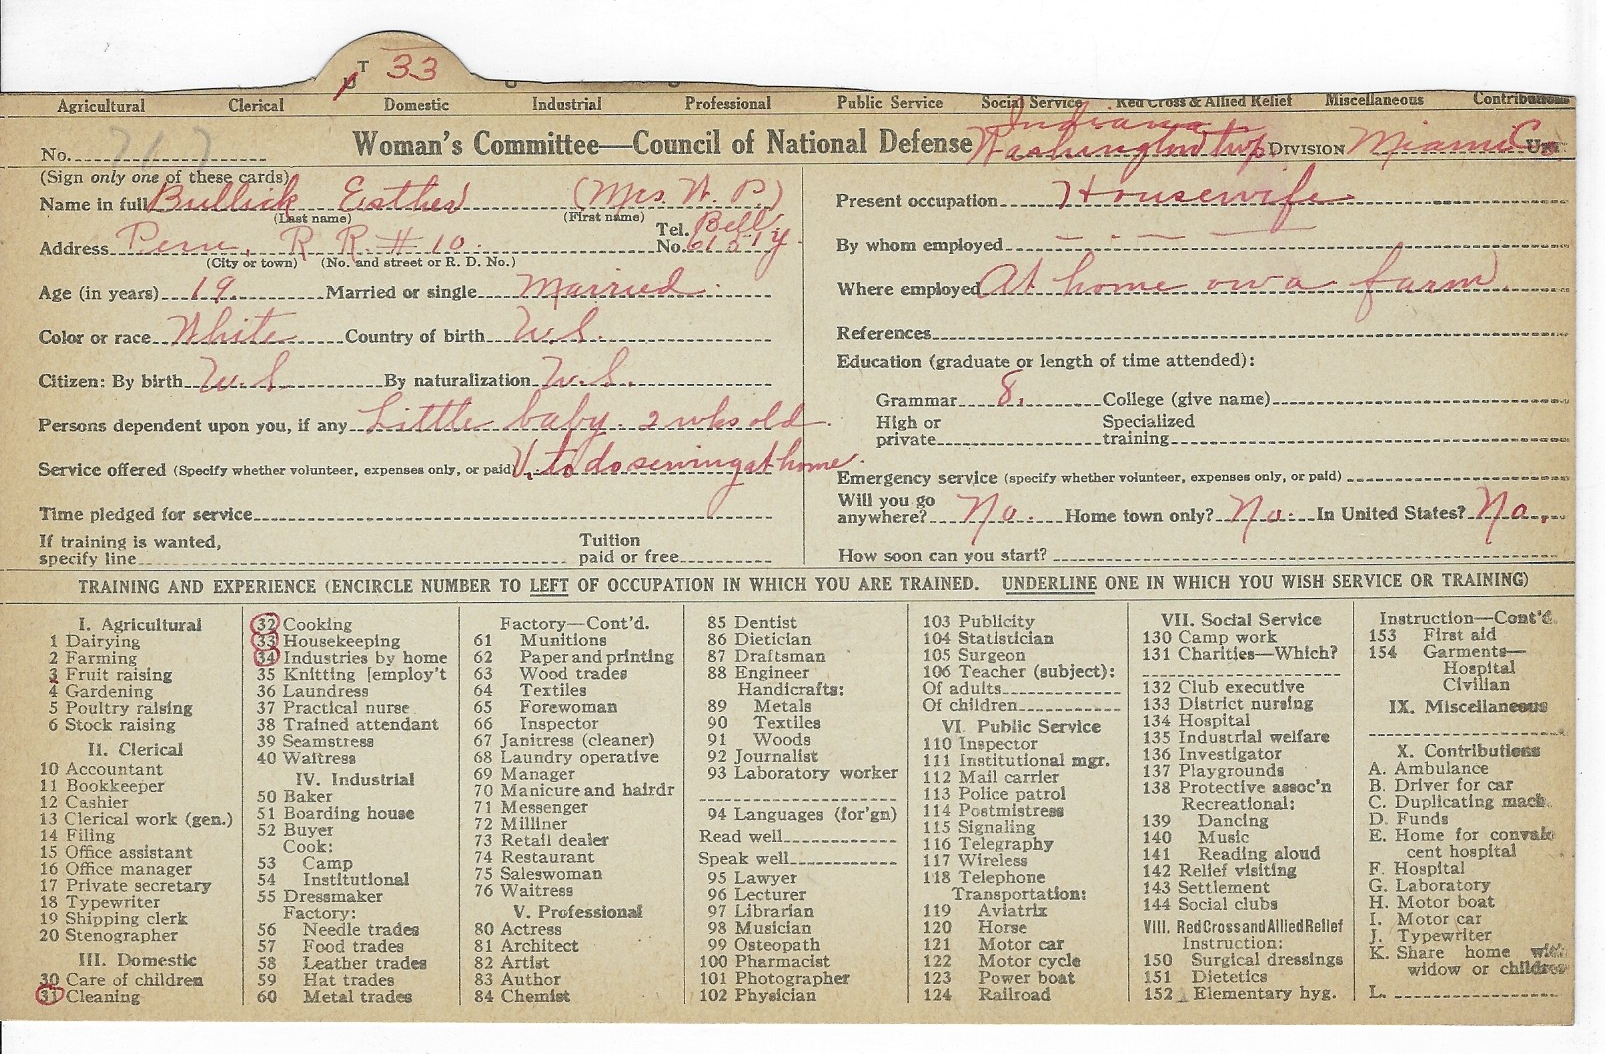 T 33
Agricultural Clerical Domestic Industrial Professional Public Service Social Service Red Cross & Allied Relief Miscellaneous Contributions
Indiana
No. 717 Woman's Committee—Council of National Defense Washington Twp. DIVISION Miami Co. UNIT
(Sign only one of these cards)
Name in full Bullick Esther (Mrs. W. P.)
(Last name) (First name)
Address Peru, R R. # 10. Tel. No. Bell 6151y
(City or town) (No. and street or R. D. No.)
Age (in years) 19. Married or single Married.
Color or race White Country of birth U.S.
Citizen: By birth U.S By naturalization U.S.
Persons dependent upon you, if any Little baby. 2 wks old.
Service offered (Specify whether volunteer, expenses only, or paid) V. to do sewing at home.
Time pledged for service
If training is wanted,
specify line
Tuition
paid or free
Present occupation Housewife
By whom employed — . — —
Where employed At home on a farm.
References
Education (graduate or length of time attended):
Grammar 8. College (give name)
High or
private
Specialized
training
Emergency service (specify whether volunteer, expenses only, or paid)
Will you go
anywhere? No. Home town only? No. In United States? No.
How soon can you start?
TRAINING AND EXPERIENCE (ENCIRCLE NUMBER TO LEFT OF OCCUPATION IN WHICH YOU ARE TRAINED. UNDERLINE ONE IN WHICH YOU WISH SERVICE OR TRAINING)
I. Agricultural
1 Dairying
2 Farming
3 Fruit raising
4 Gardening
5 Poultry raising
6 Stock raising
II. Clerical
10 Accountant
11 Bookkeeper
12 Cashier
13 Clerical work (gen.)
14 Filing
15 Office assistant
16 Office manager
17 Private secretary
18 Typewriter
19 Shipping clerk
20 Stenographer
III. Domestic
30 Care of children
31 Cleaning
32 Cooking
33 Housekeeping
34 Industries by home
35 Knitting [employ't
36 Laundress
37 Practical nurse
38 Trained attendant
39 Seamstress
40 Waitress
IV. Industrial
50 Baker
51 Boarding house
52 Buyer
Cook:
53 Camp
54 Institutional
55 Dressmaker
Factory:
56 Needle trades
57 Food trades
58 Leather trades
59 Hat trades
60 Metal trades
Factory—Cont'd.
61 Munitions
62 Paper and printing
63 Wood trades
64 Textiles
65 Forewoman
66 Inspector
67 Janitress (cleaner)
68 Laundry operative
69 Manager
70 Manicure and hairdr
71 Messenger
72 Milliner
73 Retail dealer
74 Restaurant
75 Saleswoman
76 Waitress
V. Professional
80 Actress
81 Architect
82 Artist
83 Author
84 Chemist
85 Dentist
86 Dietician
87 Draftsman
88 Engineer
Handicrafts:
89 Metals
90 Textiles
91 Woods
92 Journalist
93 Laboratory worker
94 Languages (for'gn)
Read well
Speak well
95 Lawyer
96 Lecturer
97 Librarian
98 Musician
99 Osteopath
100 Pharmacist
101 Photographer
102 Physician
103 Publicity
104 Statistician
105 Surgeon
106 Teacher (subject):
Of adults
Of children
VI. Public Service
110 Inspector
111 Institutional mgr.
112 Mail carrier
113 Police patrol
114 Postmistress
115 Signaling
116 Telegraphy
117 Wireless
118 Telephone
Transportation:
119 Aviatrix
120 Horse
121 Motor car
122 Motor cycle
123 Power boat
124 Railroad
VII. Social Service
130 Camp work
131 Charities—Which?
132 Club executive
133 District nursing
134 Hospital
135 Industrial welfare
136 Investigator
137 Playgrounds
138 Protective assoc'n
Recreational:
139 Dancing
140 Music
141 Reading aloud
142 Relief visiting
143 Settlement
144 Social clubs
VIII. Red Cross and Allied Relief
Instruction:
150 Surgical dressings
151 Dietetics
152 Elementary hyg.
Instruction—Cont'd.
153 First aid
154 Garments—
Hospital
Civilian
IX. Miscellaneous
X. Contributions
A. Ambulance
B. Driver for car
C. Duplicating mach.
D. Funds
E. Home for convales
cent hospital
F. Hospital
G. Laboratory
H. Motor boat
I. Motor car
J. Typewriter
K. Share home with
widow or children
L.